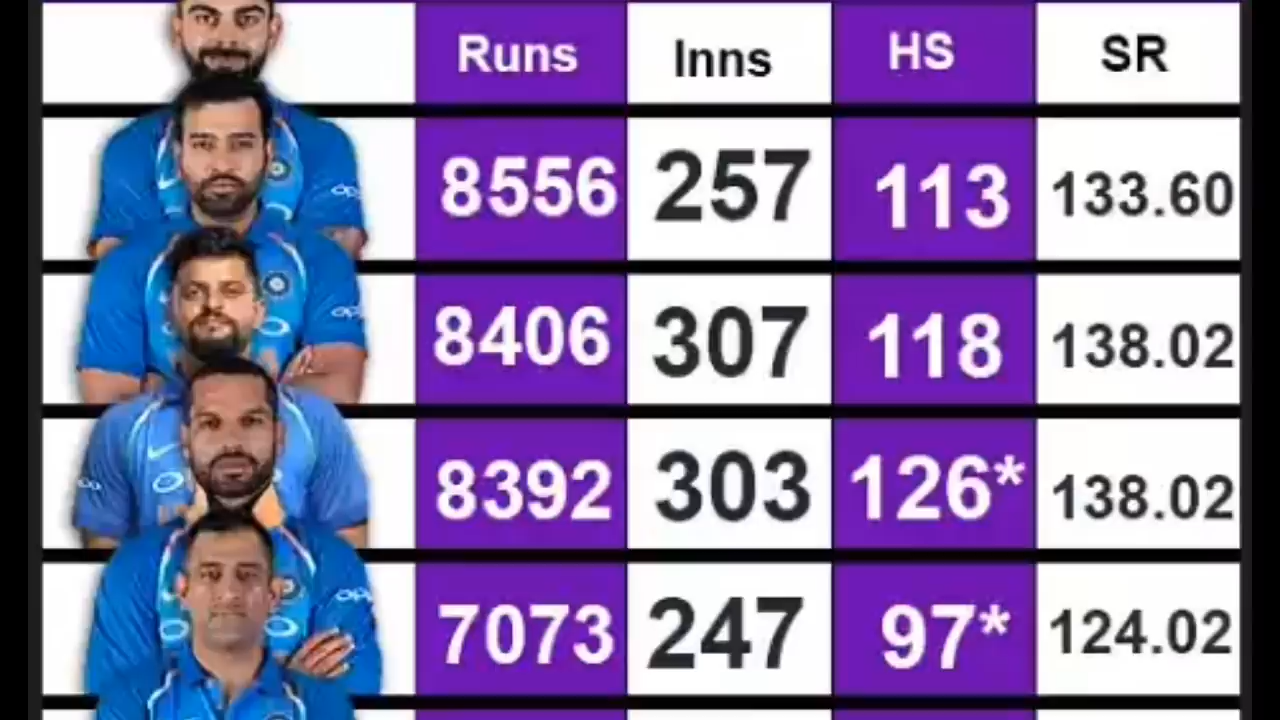 Runs Inns HS SR
8556 257 113 133.60
8406 307 118 138.02
8392 303 126* 138.02
7073 247 97* 124.02